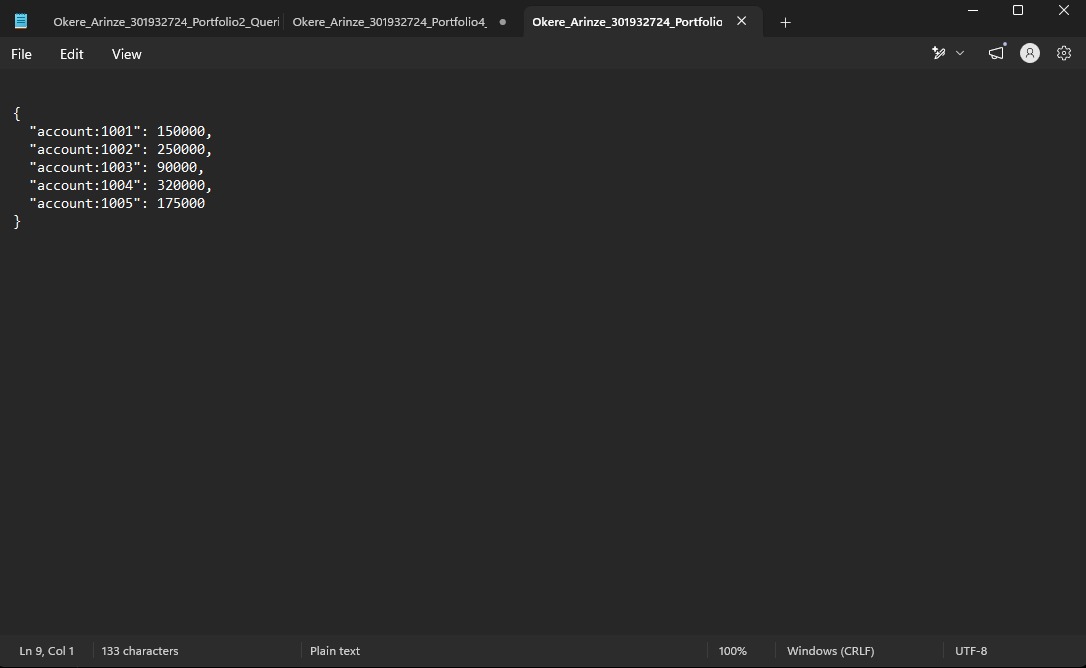 Okere_Arinze_301932724_Portfolio2_Queri
Okere_Arinze_301932724_Portfolio4_
Okere_Arinze_301932724_Portfolio
File Edit View
{
"account:1001": 150000,
"account:1002": 250000,
"account:1003": 90000,
"account:1004": 320000,
"account:1005": 175000
}
Ln 9, Col 1 133 characters Plain text 100% Windows (CRLF) UTF-8